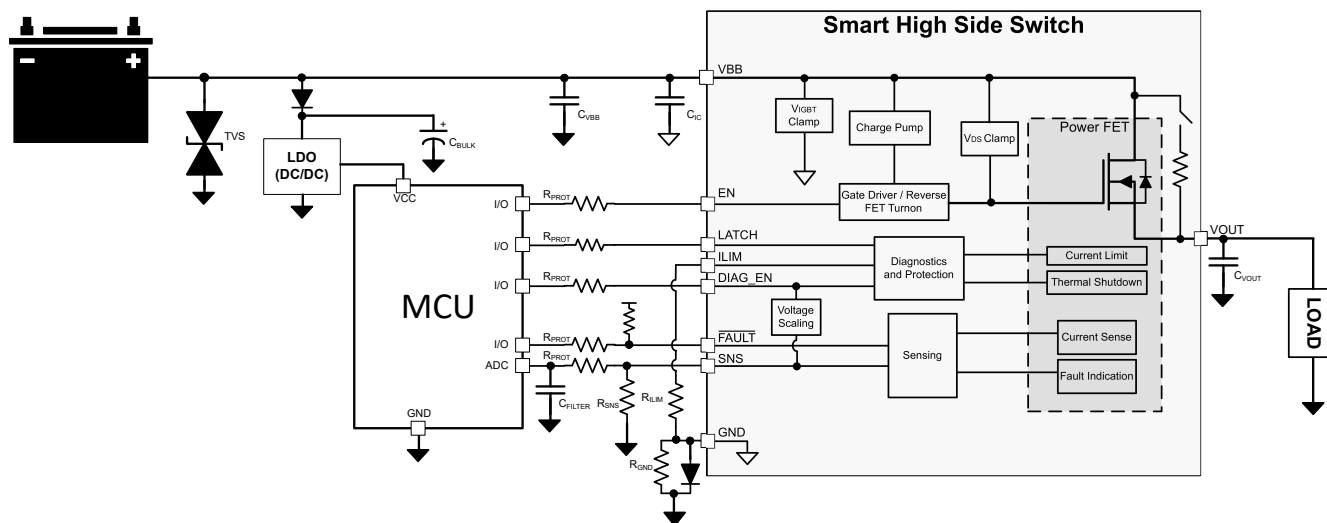 Smart High Side Switch
− +
VBB
CVBB
CIC
VIGBT
Clamp
Charge Pump
VDS Clamp
Power FET
TVS
CBULK
LDO
(DC/DC)
VCC
I/O
RPROT
EN
Gate Driver / Reverse
FET Turnon
I/O
RPROT
LATCH
ILIM
VOUT
Diagnostics
and Protection
Current Limit
CVOUT
I/O
RPROT
DIAG_EN
Thermal Shutdown
MCU
Voltage
Scaling
LOAD
I/O
RPROT
FAULT
Current Sense
ADC
RPROT
SNS
Sensing
Fault Indication
CFILTER
RSNS
RILIM
GND
GND
RGND